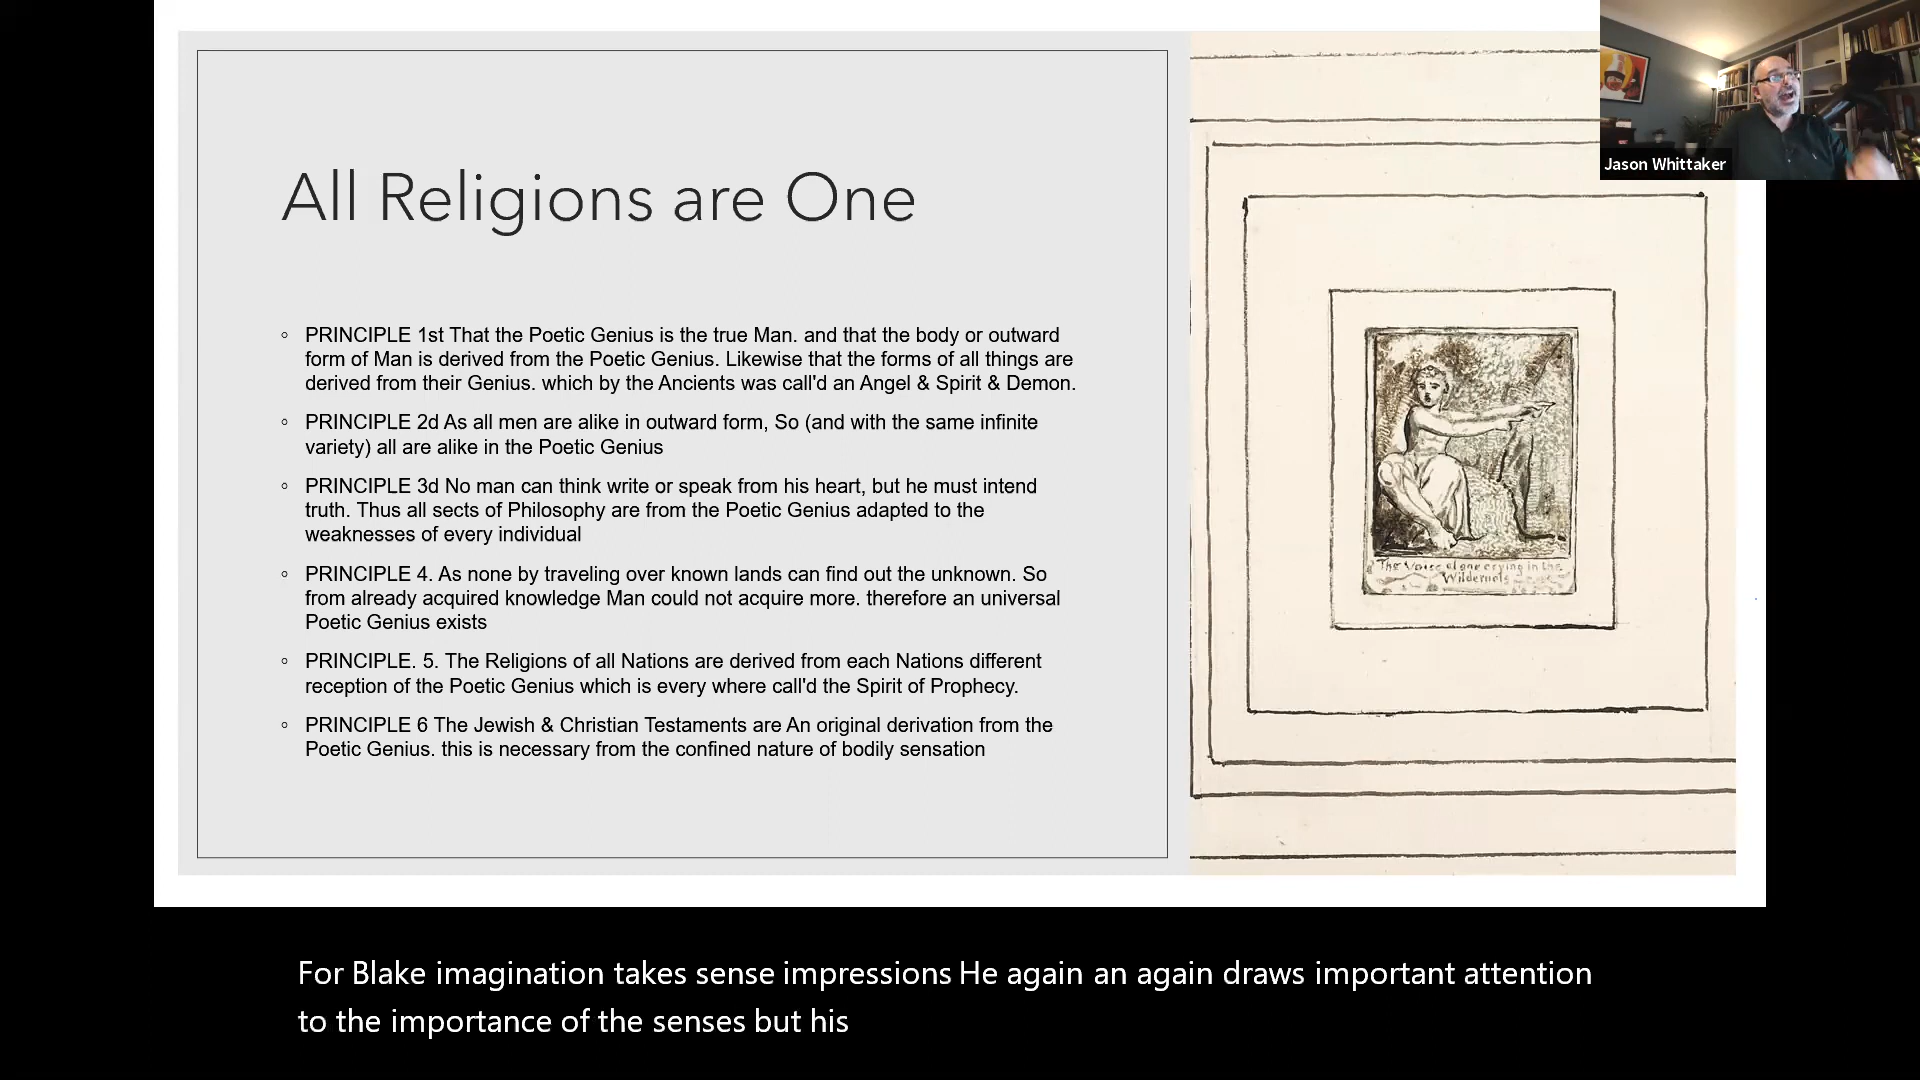 Jason Whittaker
All Religions are One
PRINCIPLE 1st That the Poetic Genius is the true Man. and that the body or outward
form of Man is derived from the Poetic Genius. Likewise that the forms of all things are
derived from their Genius. which by the Ancients was call'd an Angel & Spirit & Demon.
PRINCIPLE 2d As all men are alike in outward form, So (and with the same infinite
variety) all are alike in the Poetic Genius
PRINCIPLE 3d No man can think write or speak from his heart, but he must intend
truth. Thus all sects of Philosophy are from the Poetic Genius adapted to the
weaknesses of every individual
PRINCIPLE 4. As none by traveling over known lands can find out the unknown. So
from already acquired knowledge Man could not acquire more. therefore an universal
Poetic Genius exists
PRINCIPLE. 5. The Religions of all Nations are derived from each Nations different
reception of the Poetic Genius which is every where call'd the Spirit of Prophecy.
PRINCIPLE 6 The Jewish & Christian Testaments are An original derivation from the
Poetic Genius. this is necessary from the confined nature of bodily sensation
The Voice of one crying in the
Wilderness
For Blake imagination takes sense impressions He again an again draws important attention
to the importance of the senses but his